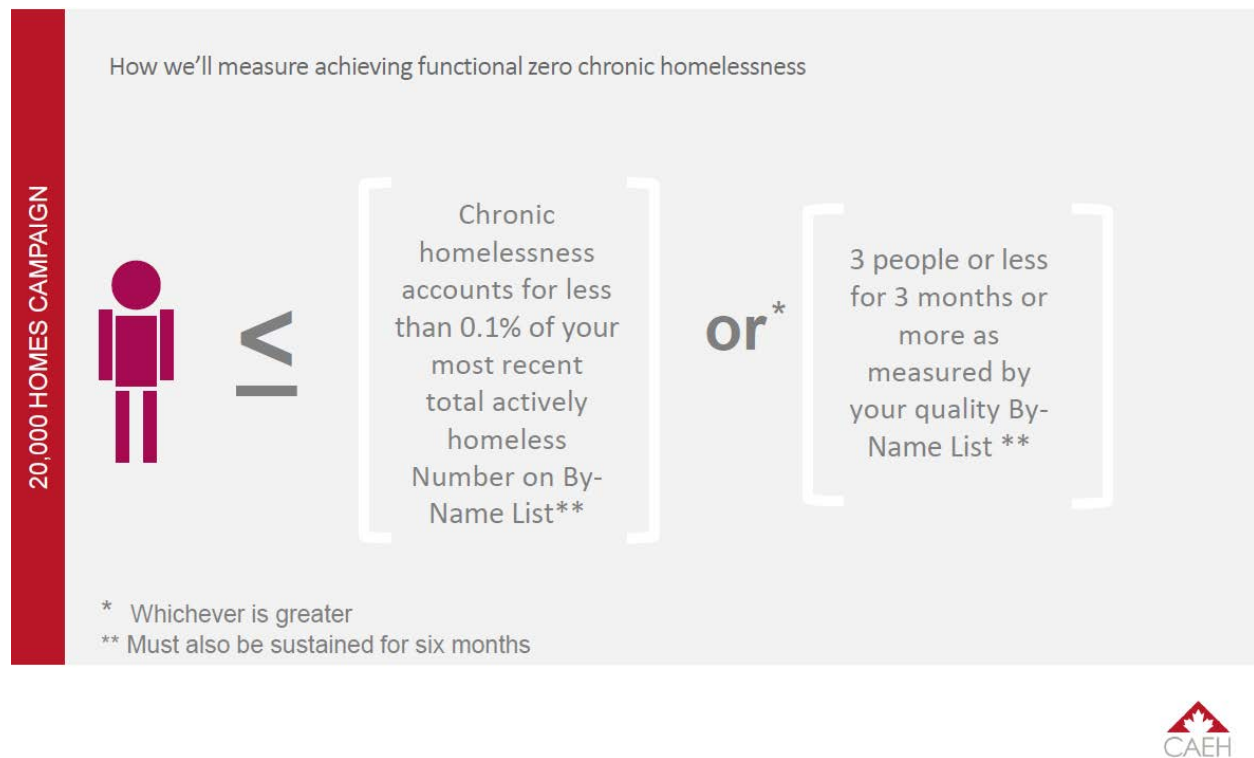 How we'll measure achieving functional zero chronic homelessness
20,000 HOMES CAMPAIGN
≤
Chronic
homelessness
accounts for less
than 0.1% of your
most recent
total actively
homeless
Number on By-
Name List**
or*
3 people or less
for 3 months or
more as
measured by
your quality By-
Name List **
* Whichever is greater
** Must also be sustained for six months
CAEH